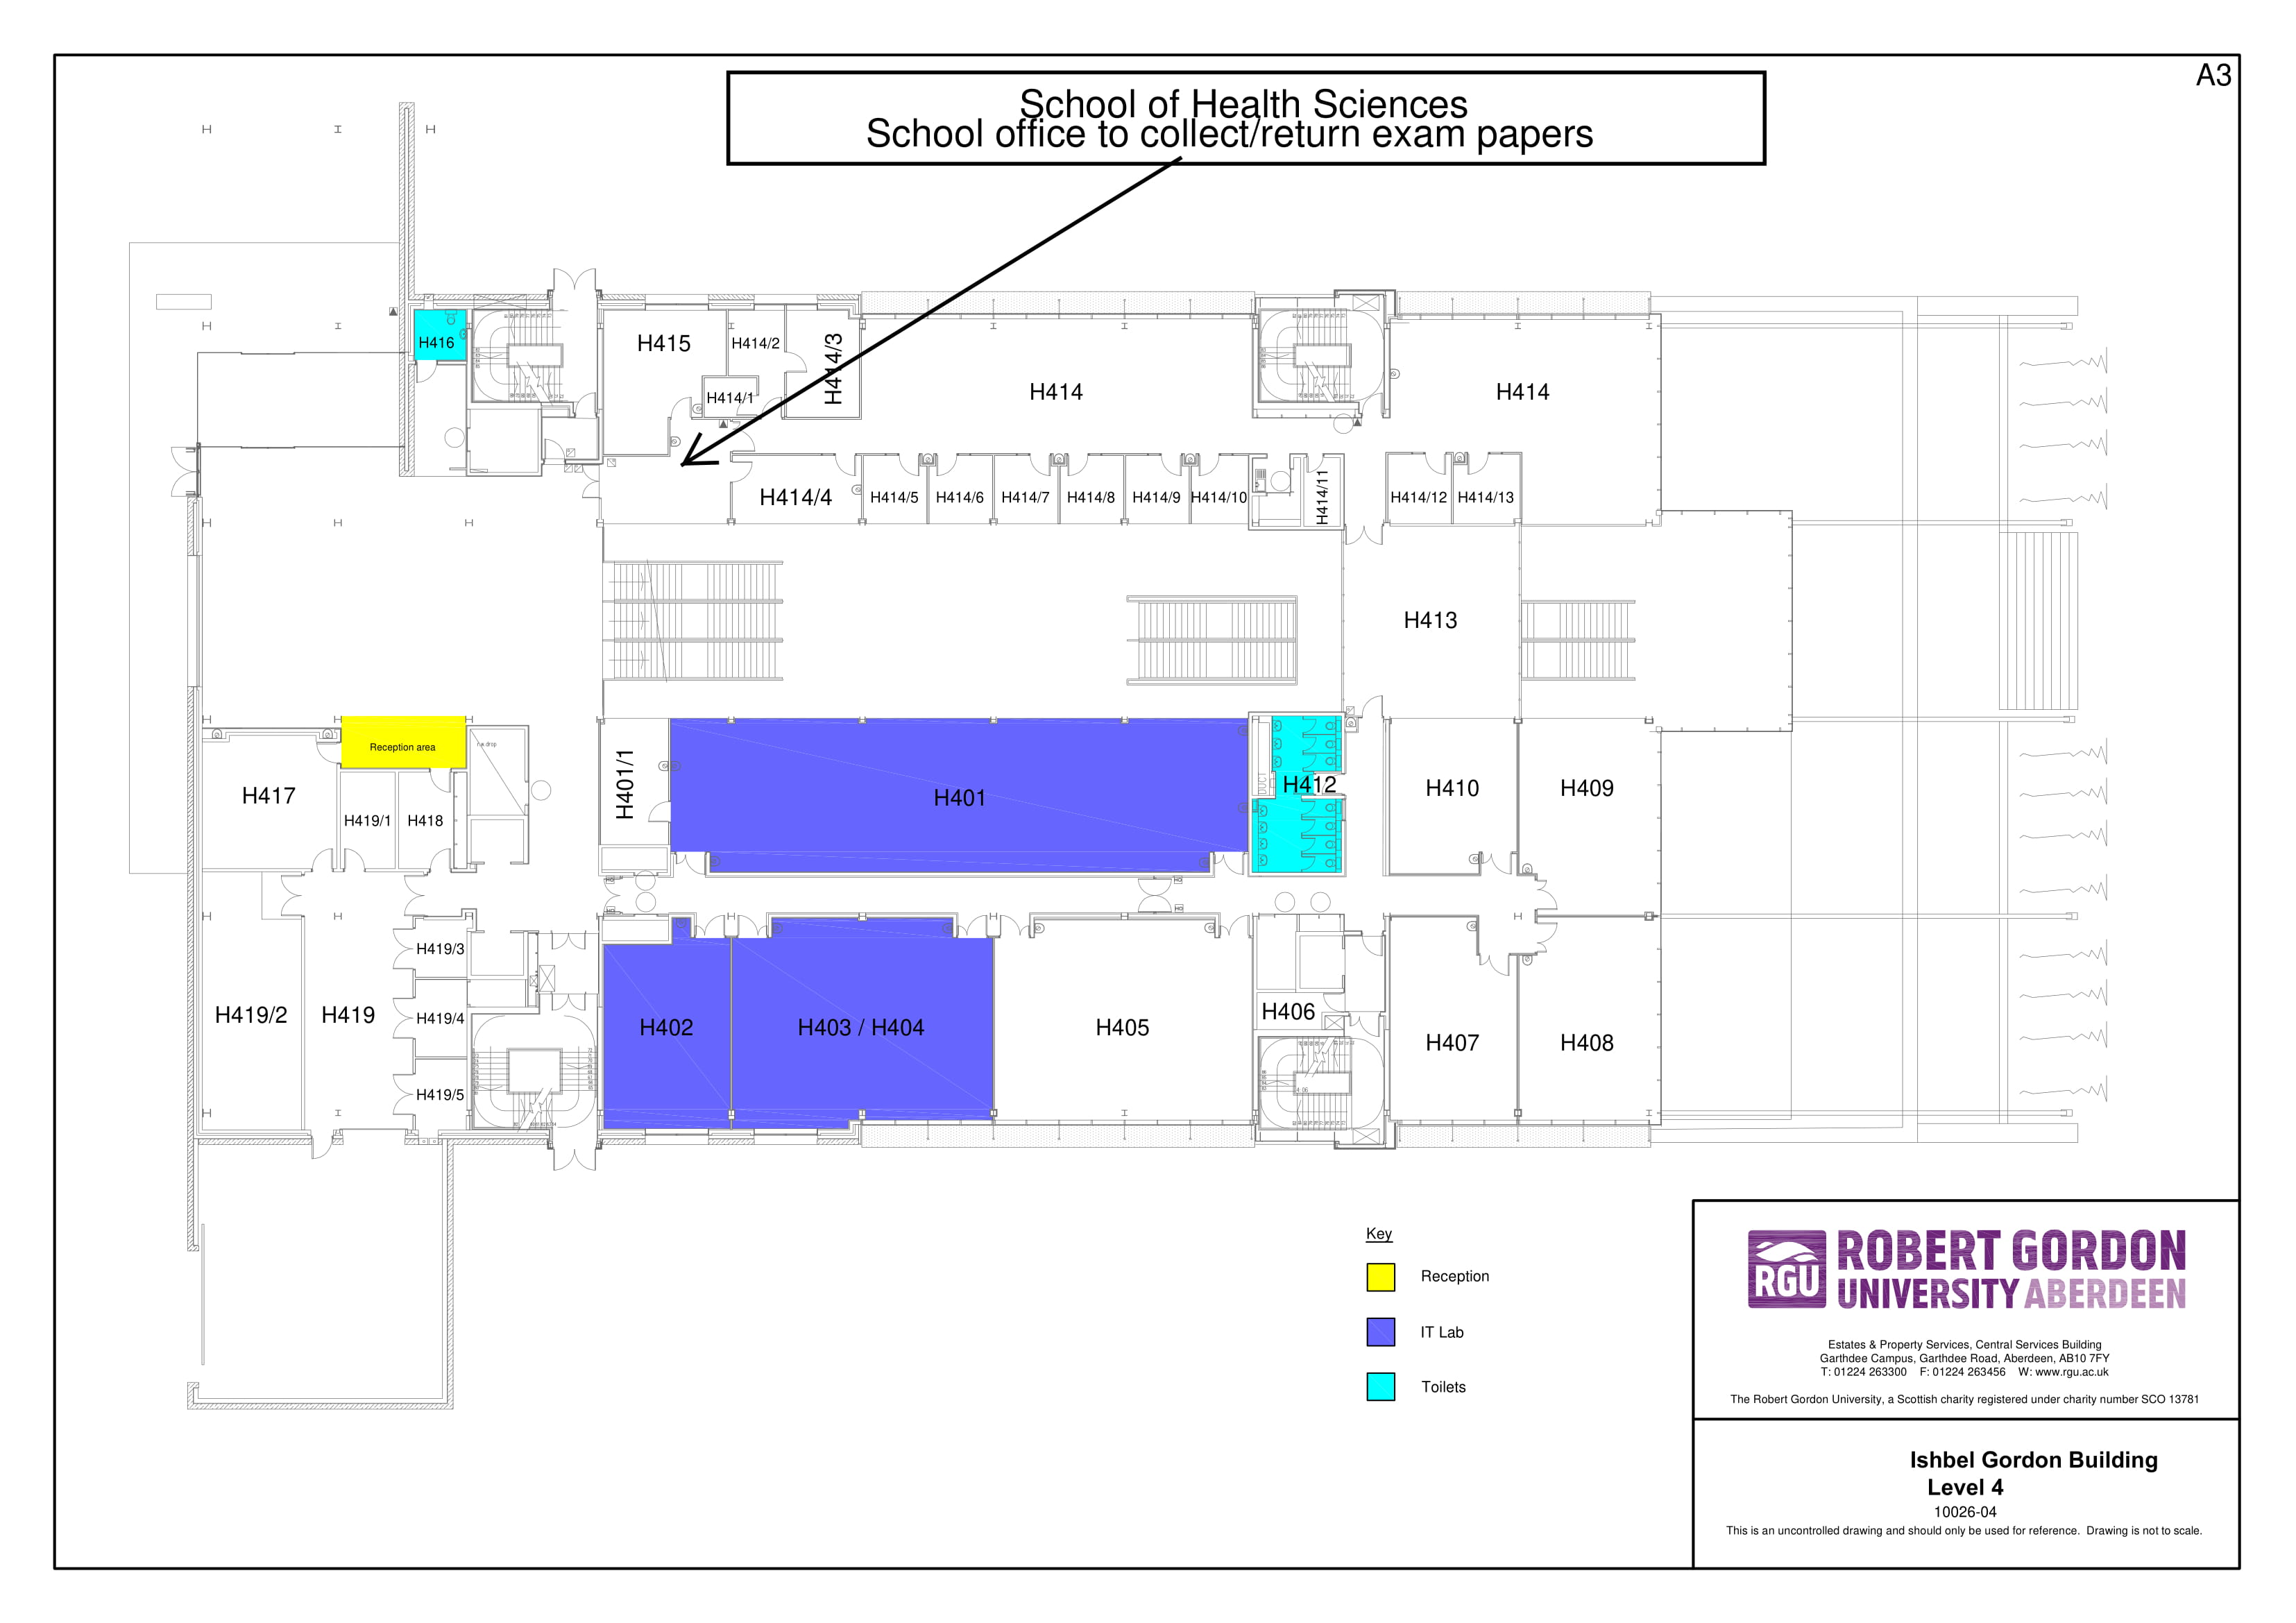 A3
School of Health Sciences
School office to collect/return exam papers
H416
H415
H414/2
H414/3
H414/1
H414
H414
H414/4
H414/5
H414/6
H414/7
H414/8
H414/9
H414/10
H414/11
H414/12
H414/13
H413
Reception area
H417
H419/1
H418
H401/1
H401
DUCT
H412
H410
H409
H419/3
H419/2
H419
H419/4
H419/5
H402
H403 / H404
H405
H406
H407
H408
Key
Reception
IT Lab
Toilets
RGU
ROBERT GORDON
UNIVERSITY ABERDEEN
Estates & Property Services, Central Services Building
Garthdee Campus, Garthdee Road, Aberdeen, AB10 7FY
T: 01224 263300 F: 01224 263456 W: www.rgu.ac.uk
The Robert Gordon University, a Scottish charity registered under charity number SCO 13781
Ishbel Gordon Building
Level 4
10026-04
This is an uncontrolled drawing and should only be used for reference. Drawing is not to scale.